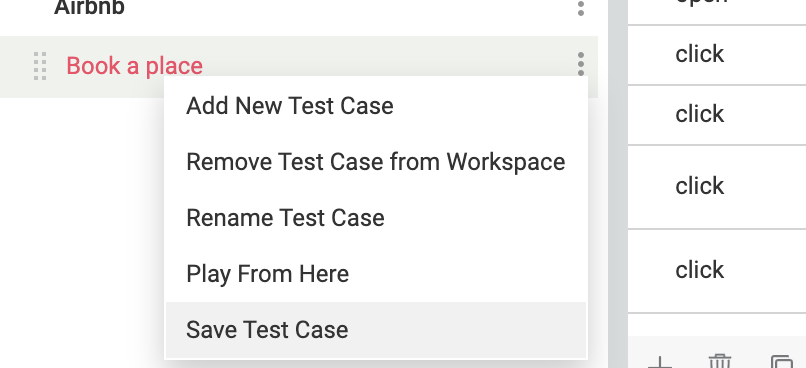 Airbnb
Book a place
Add New Test Case
Remove Test Case from Workspace
Rename Test Case
Play From Here
Save Test Case
open
click
click
click
click